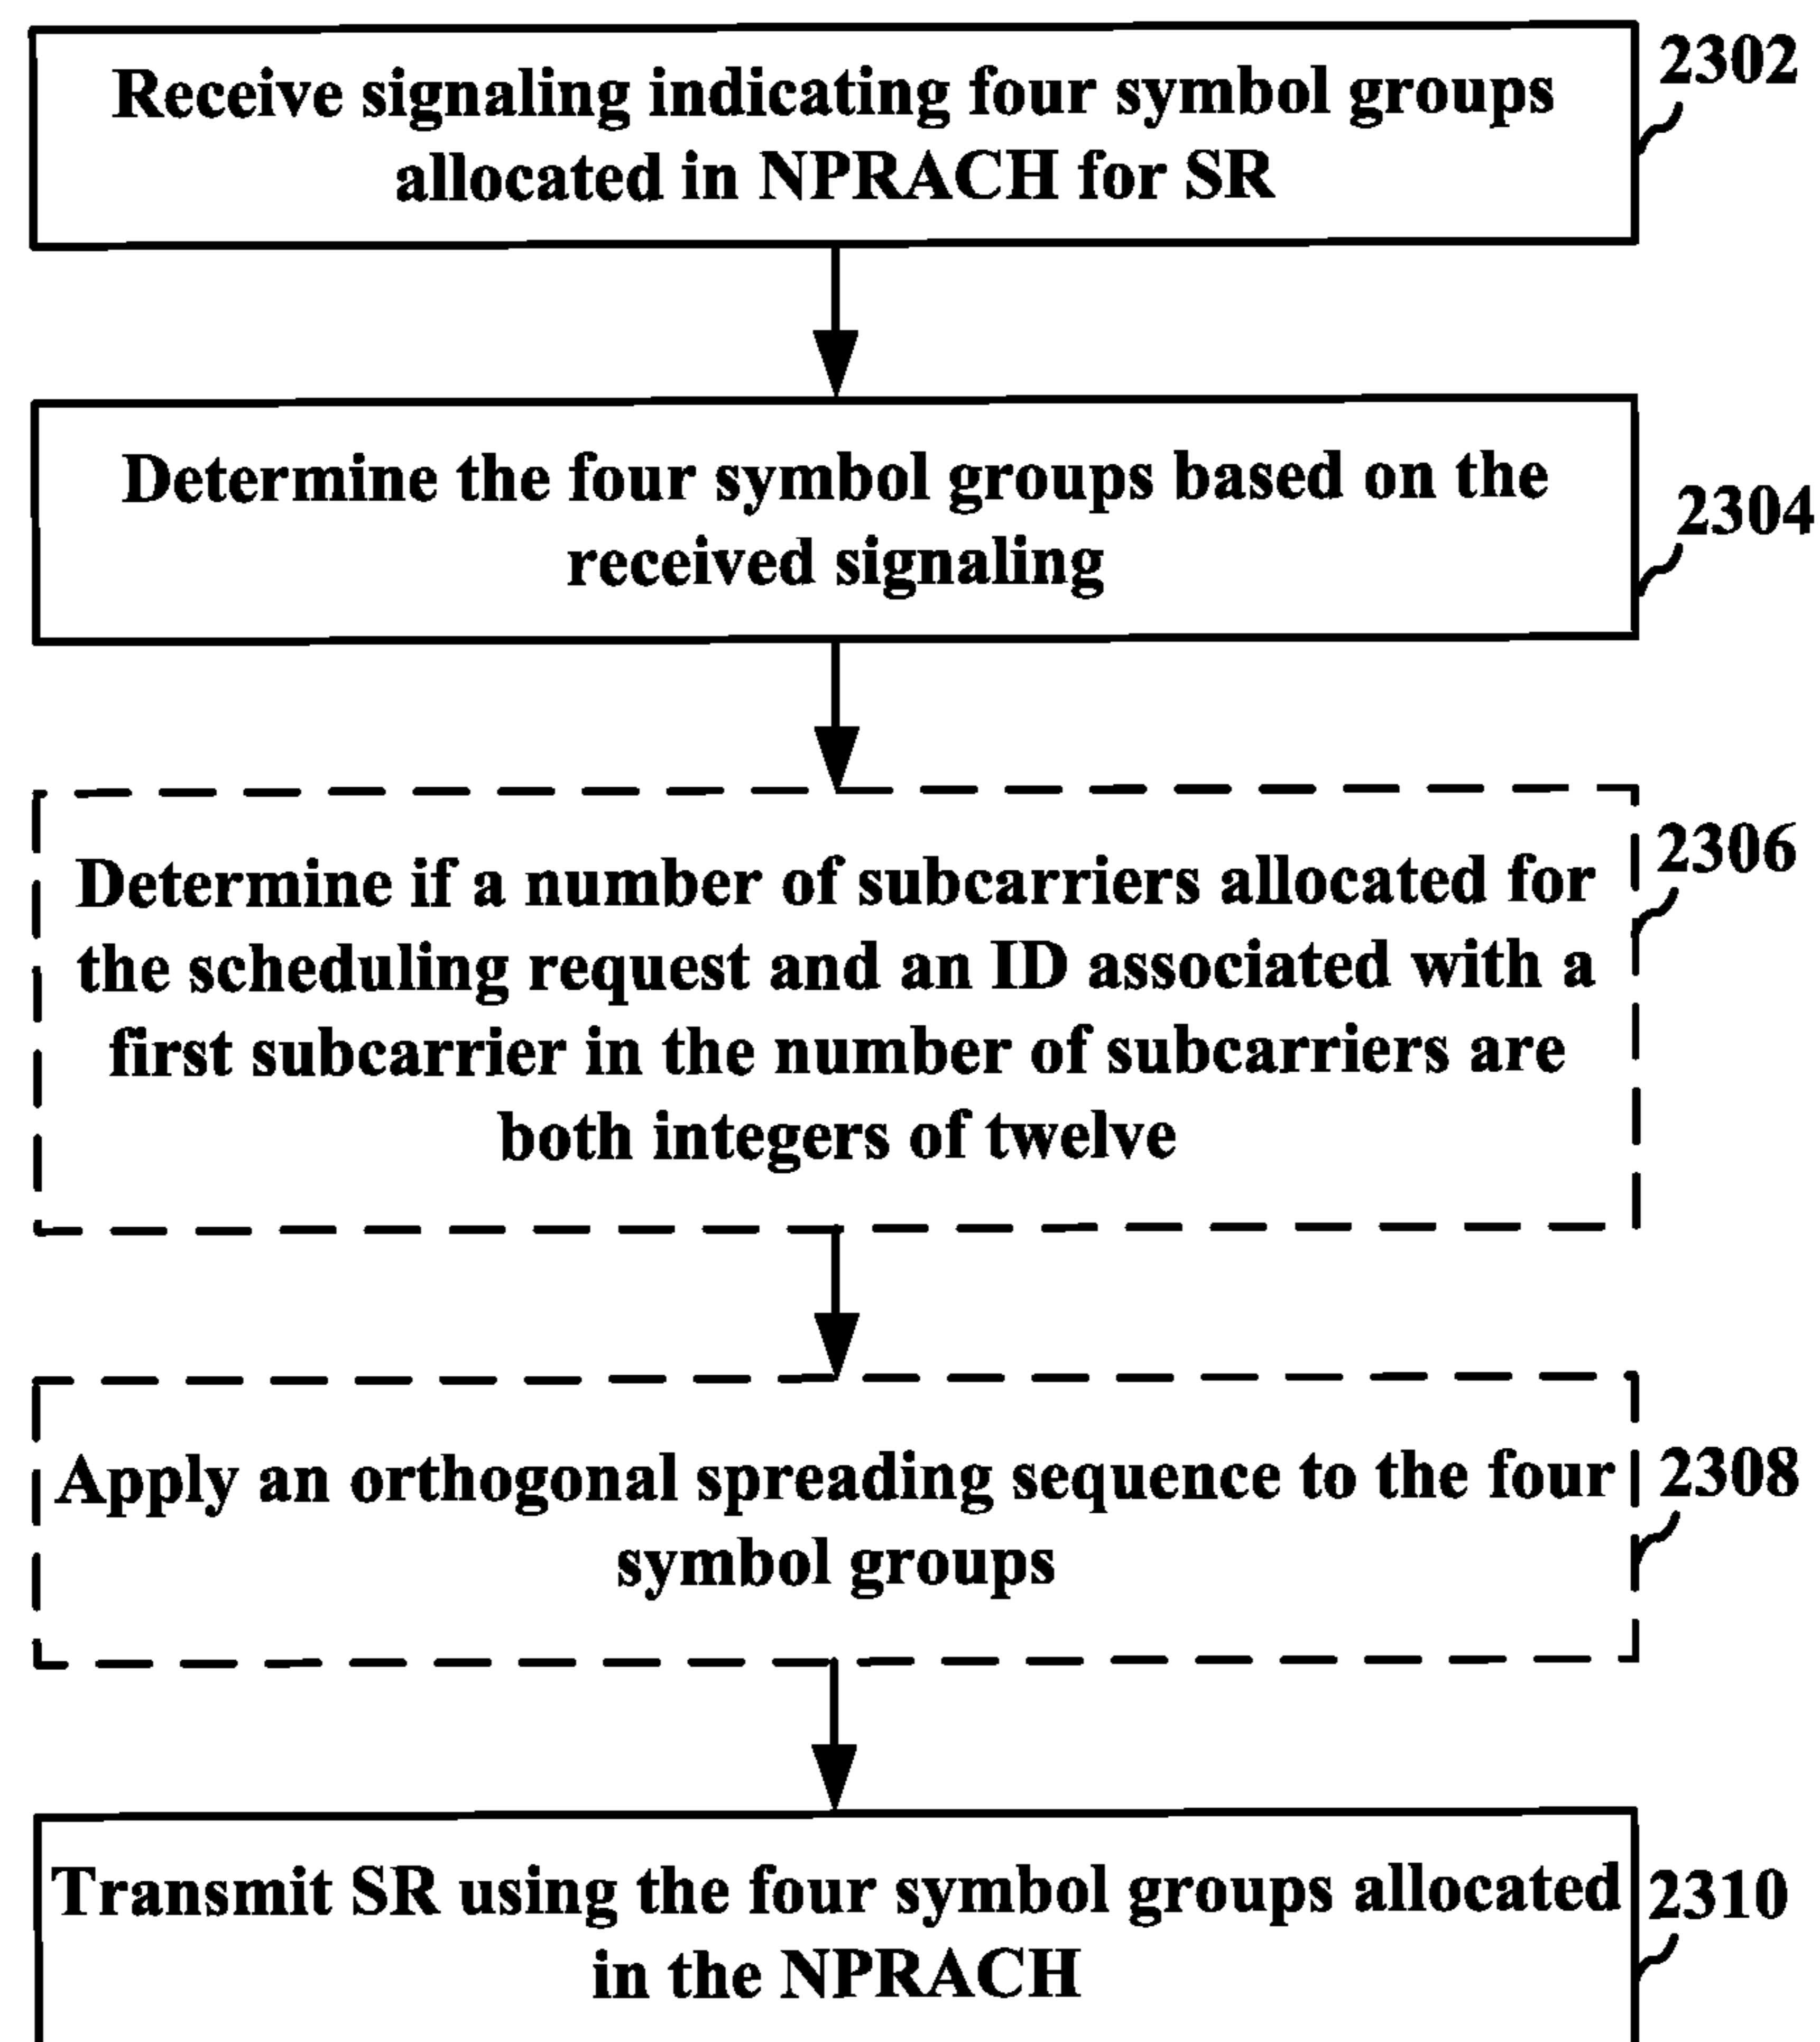 Receive signaling indicating four symbol groups
allocated in NPRACH for SR
2302
Determine the four symbol groups based on the
received signaling
2304
Determine if a number of subcarriers allocated for
the scheduling request and an ID associated with a
first subcarrier in the number of subcarriers are
both integers of twelve
2306
Apply an orthogonal spreading sequence to the four
symbol groups
2308
Transmit SR using the four symbol groups allocated
in the NPRACH
2310